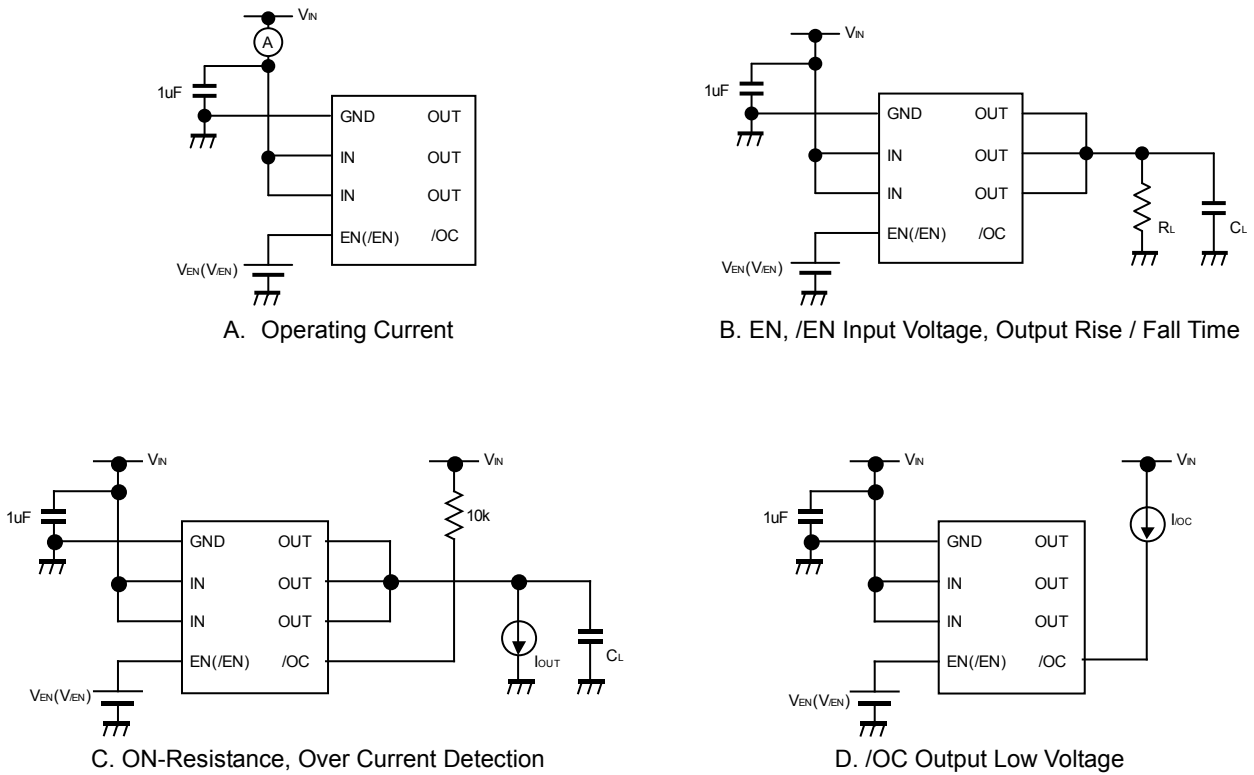 VIN
A
1uF
GND OUT
IN OUT
IN OUT
EN(/EN) /OC
VEN(V/EN)
A. Operating Current
VIN
1uF
GND OUT
IN OUT
IN OUT
EN(/EN) /OC
RL
CL
VEN(V/EN)
B. EN, /EN Input Voltage, Output Rise / Fall Time
VIN
VIN
1uF
10k
GND OUT
IN OUT
IN OUT
EN(/EN) /OC
IOUT
CL
VEN(V/EN)
C. ON-Resistance, Over Current Detection
VIN
VIN
1uF
I/OC
GND OUT
IN OUT
IN OUT
EN(/EN) /OC
VEN(V/EN)
D. /OC Output Low Voltage